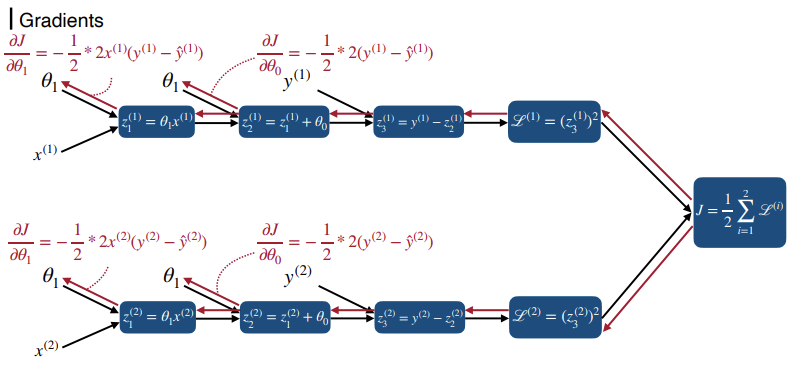 Gradients
∂J/∂θ₁ = −1/2 * 2x⁽¹⁾(y⁽¹⁾ − ŷ⁽¹⁾)
∂J/∂θ₀ = −1/2 * 2(y⁽¹⁾ − ŷ⁽¹⁾)
θ₁
θ₁
y⁽¹⁾
z₁⁽¹⁾ = θ₁x⁽¹⁾
z₂⁽¹⁾ = z₁⁽¹⁾ + θ₀
z₃⁽¹⁾ = y⁽¹⁾ − z₂⁽¹⁾
ℒ⁽¹⁾ = (z₃⁽¹⁾)²
x⁽¹⁾
J = 1/2 ∑_{i=1}^{2} ℒ⁽ⁱ⁾
∂J/∂θ₁ = −1/2 * 2x⁽²⁾(y⁽²⁾ − ŷ⁽²⁾)
∂J/∂θ₀ = −1/2 * 2(y⁽²⁾ − ŷ⁽²⁾)
θ₁
θ₁
y⁽²⁾
z₁⁽²⁾ = θ₁x⁽²⁾
z₂⁽²⁾ = z₁⁽²⁾ + θ₀
z₃⁽²⁾ = y⁽²⁾ − z₂⁽²⁾
ℒ⁽²⁾ = (z₃⁽²⁾)²
x⁽²⁾